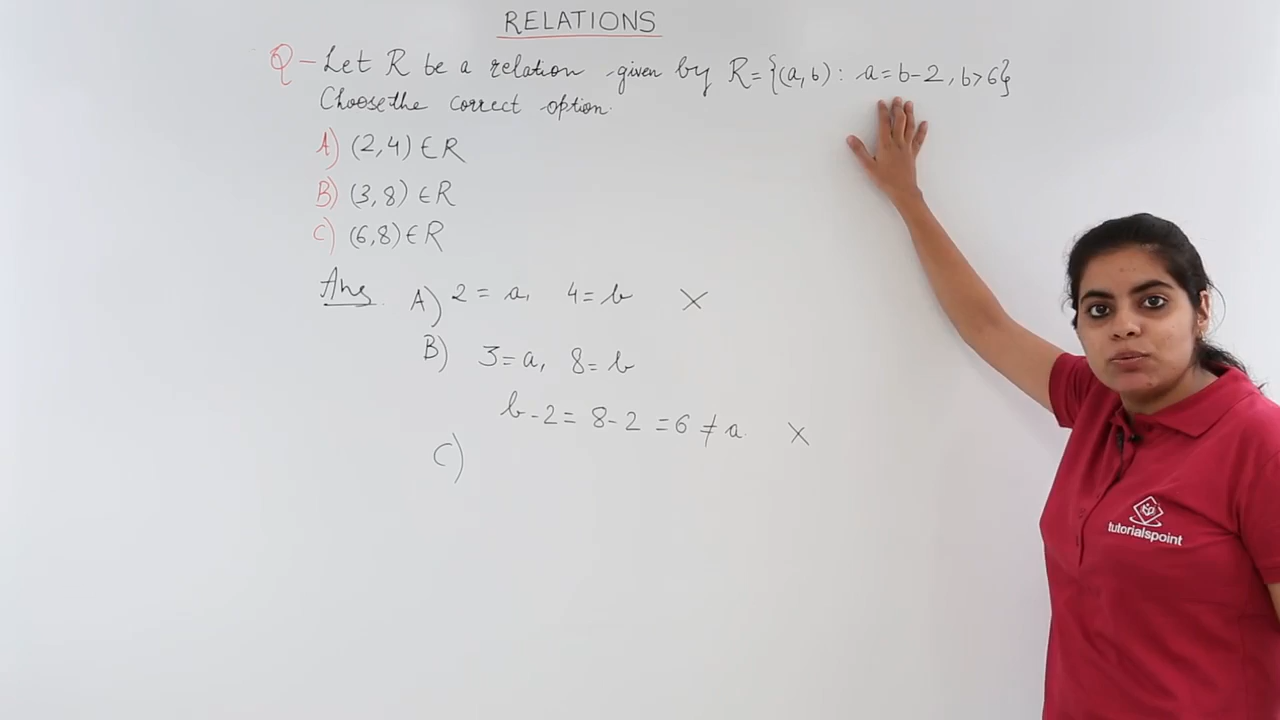 RELATIONS
Q - Let R be a relation given by R = {(a, b) : a = b - 2, b > 6}
Choose the correct option.
A) (2,4) ∈ R
B) (3,8) ∈ R
C) (6,8) ∈ R
Ans
A) 2 = a, 4 = b ×
B) 3 = a, 8 = b
b - 2 = 8 - 2 = 6 ≠ a. ×
C)
tutorialspoint